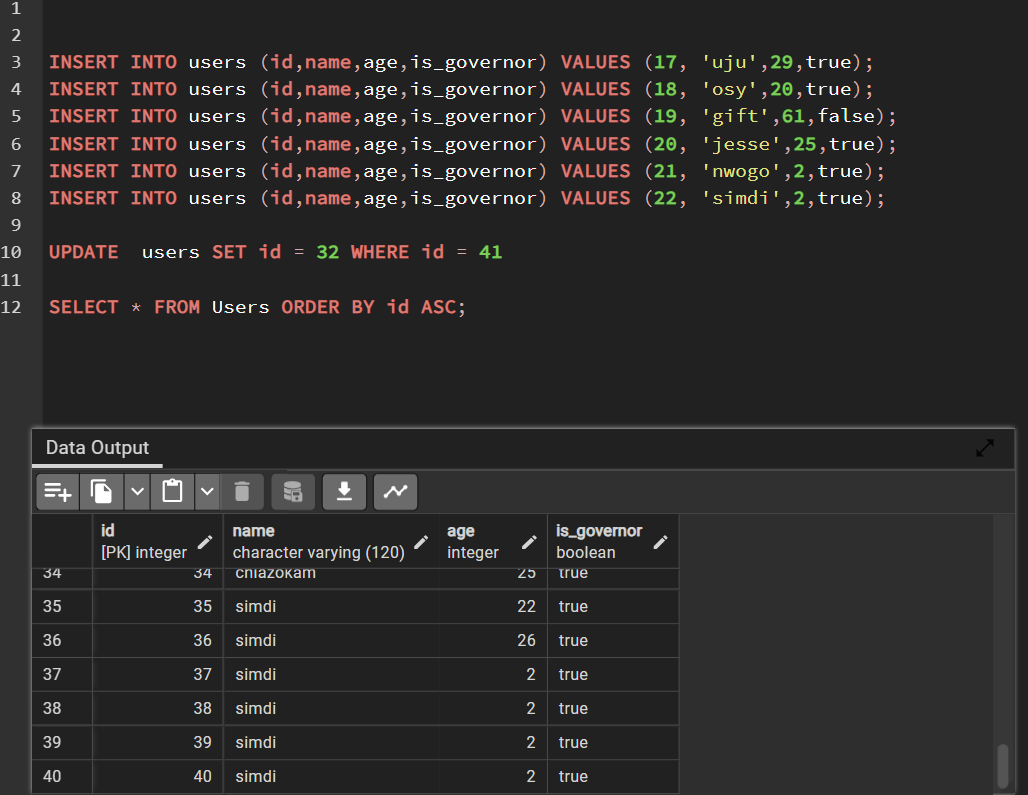 1
2
3 INSERT INTO users (id,name,age,is_governor) VALUES (17, 'uju',29,true);
4 INSERT INTO users (id,name,age,is_governor) VALUES (18, 'osy',20,true);
5 INSERT INTO users (id,name,age,is_governor) VALUES (19, 'gift',61,false);
6 INSERT INTO users (id,name,age,is_governor) VALUES (20, 'jesse',25,true);
7 INSERT INTO users (id,name,age,is_governor) VALUES (21, 'nwogo',2,true);
8 INSERT INTO users (id,name,age,is_governor) VALUES (22, 'simdi',2,true);
9
10 UPDATE  users SET id = 32 WHERE id = 41
11
12 SELECT * FROM Users ORDER BY id ASC;
Data Output
id name age is_governor
[PK] integer character varying (120) integer boolean
34 34 chiazokam 25 true
35 35 simdi 22 true
36 36 simdi 26 true
37 37 simdi 2 true
38 38 simdi 2 true
39 39 simdi 2 true
40 40 simdi 2 true